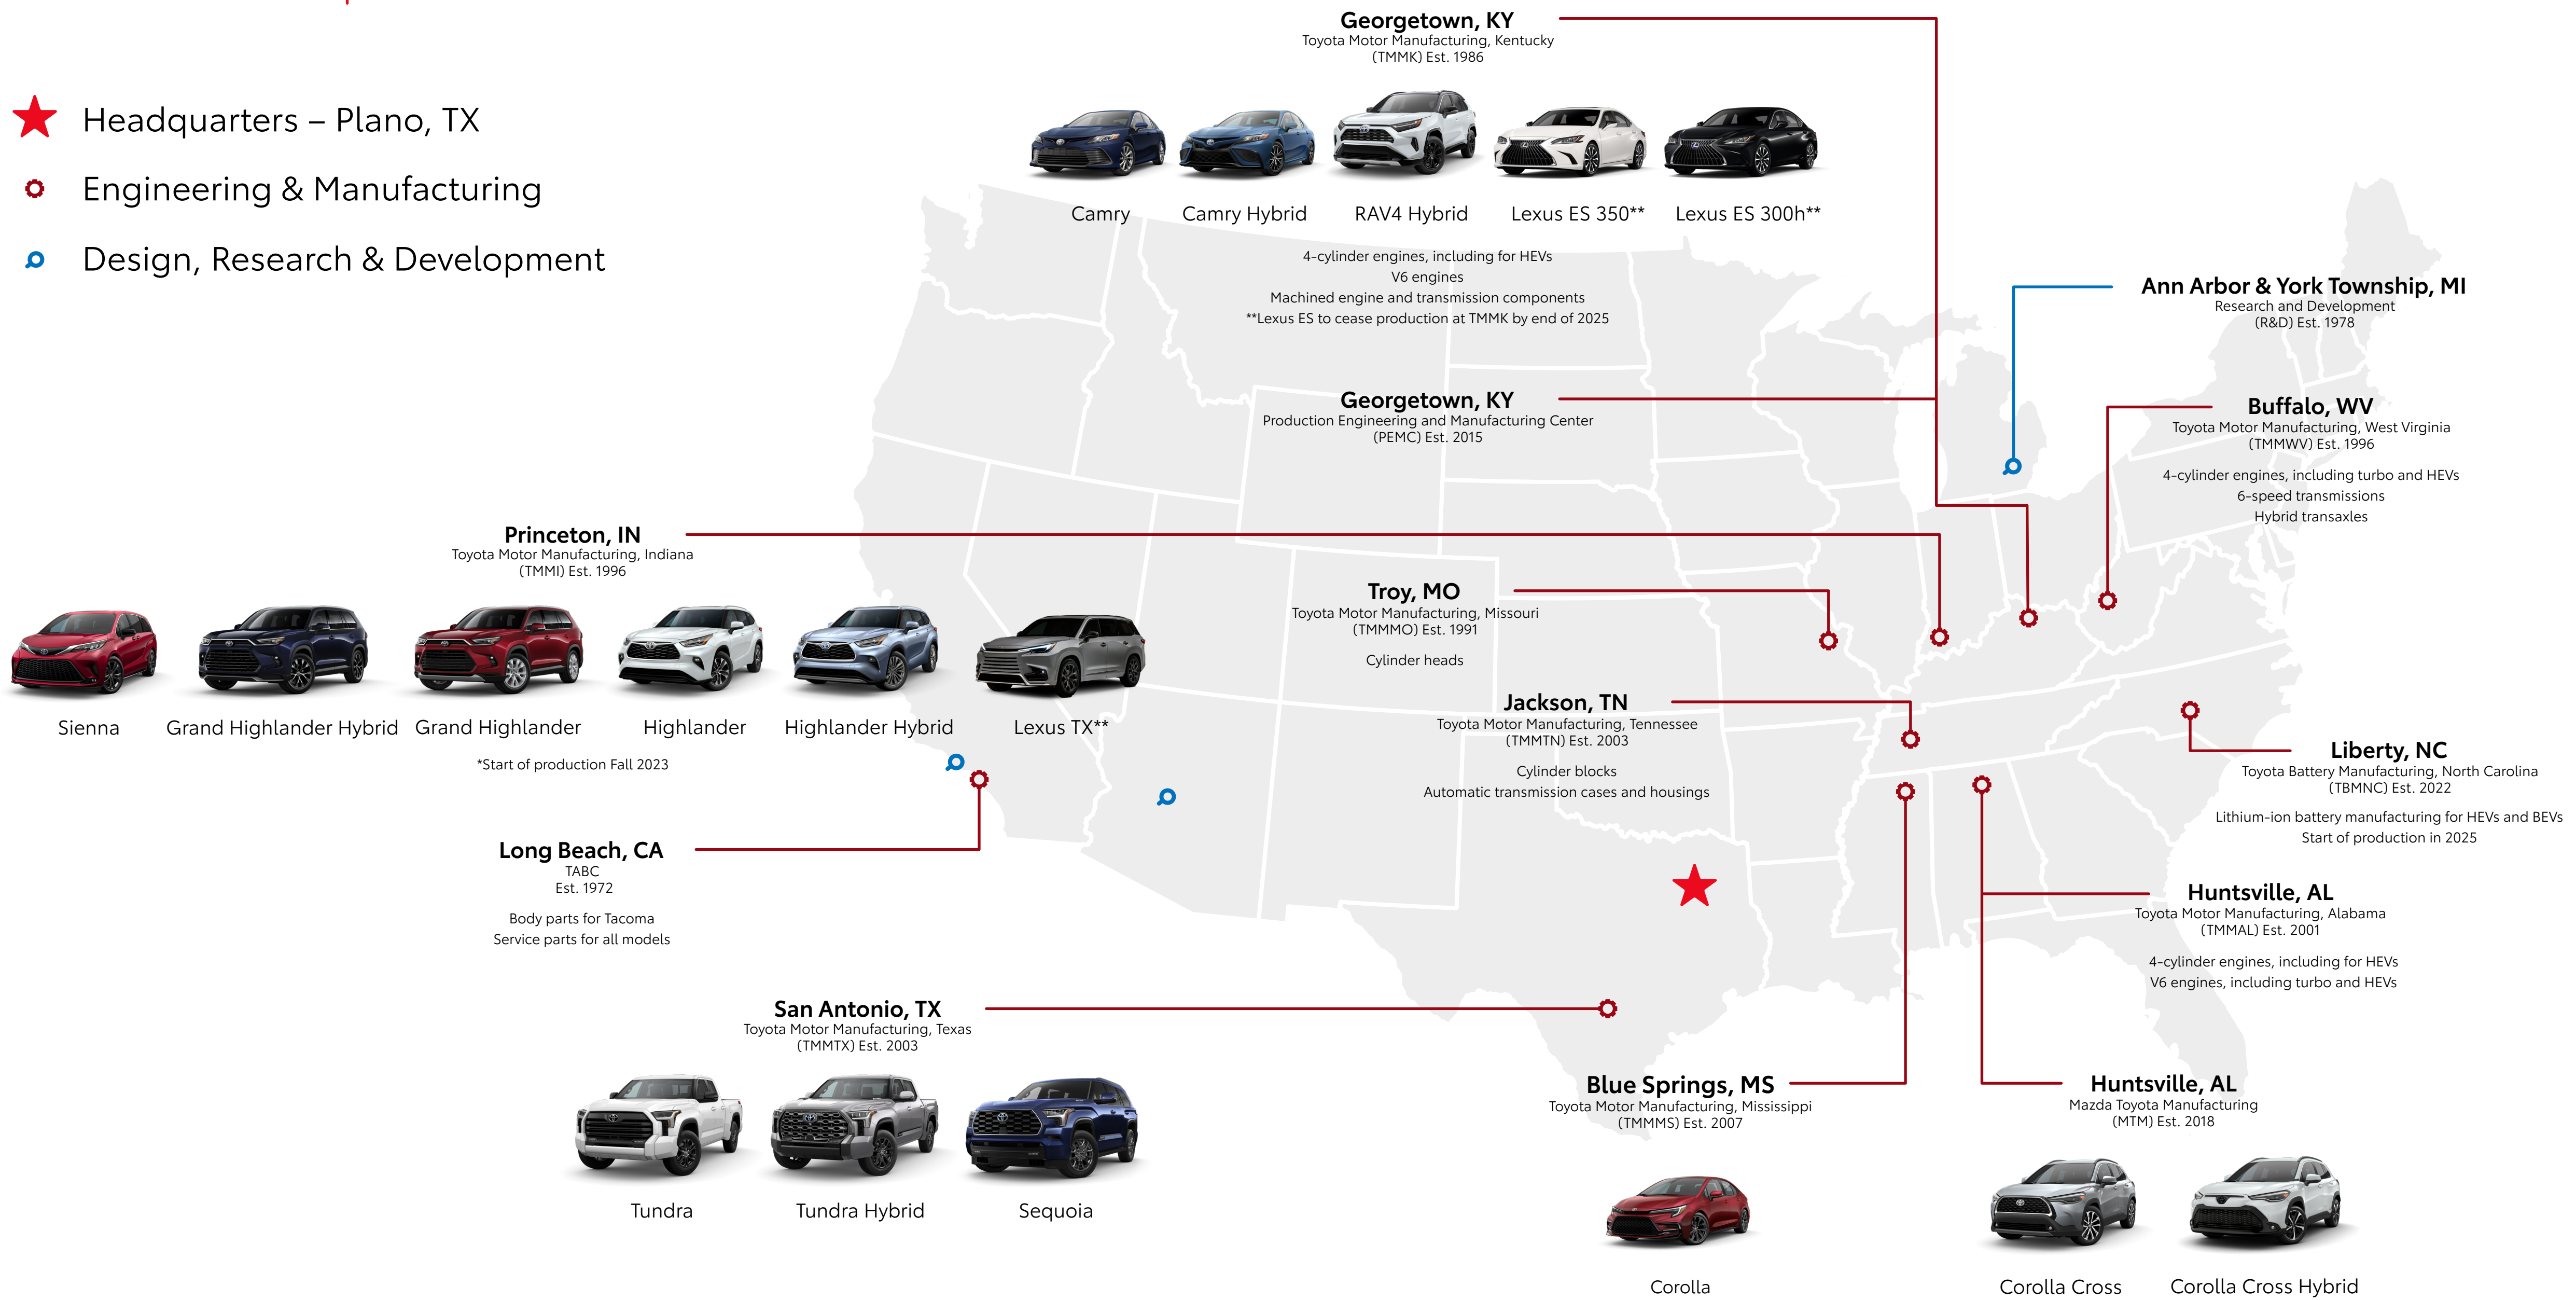 Headquarters – Plano, TX
Engineering & Manufacturing
Design, Research & Development
Georgetown, KY
Toyota Motor Manufacturing, Kentucky
(TMMK) Est. 1986
Camry
Camry Hybrid
RAV4 Hybrid
Lexus ES 350**
Lexus ES 300h**
4-cylinder engines, including for HEVs
V6 engines
Machined engine and transmission components
**Lexus ES to cease production at TMMK by end of 2025
Georgetown, KY
Production Engineering and Manufacturing Center
(PEMC) Est. 2015
Ann Arbor & York Township, MI
Research and Development
(R&D) Est. 1978
Buffalo, WV
Toyota Motor Manufacturing, West Virginia
(TMMWV) Est. 1996
4-cylinder engines, including turbo and HEVs
6-speed transmissions
Hybrid transaxles
Princeton, IN
Toyota Motor Manufacturing, Indiana
(TMMI) Est. 1996
Sienna
Grand Highlander Hybrid
Grand Highlander
Highlander
Highlander Hybrid
Lexus TX**
*Start of production Fall 2023
Troy, MO
Toyota Motor Manufacturing, Missouri
(TMMMO) Est. 1991
Cylinder heads
Jackson, TN
Toyota Motor Manufacturing, Tennessee
(TMMTN) Est. 2003
Cylinder blocks
Automatic transmission cases and housings
Liberty, NC
Toyota Battery Manufacturing, North Carolina
(TBMNC) Est. 2022
Lithium-ion battery manufacturing for HEVs and BEVs
Start of production in 2025
Long Beach, CA
TABC
Est. 1972
Body parts for Tacoma
Service parts for all models
Huntsville, AL
Toyota Motor Manufacturing, Alabama
(TMMAL) Est. 2001
4-cylinder engines, including for HEVs
V6 engines, including turbo and HEVs
San Antonio, TX
Toyota Motor Manufacturing, Texas
(TMMTX) Est. 2003
Tundra
Tundra Hybrid
Sequoia
Blue Springs, MS
Toyota Motor Manufacturing, Mississippi
(TMMMS) Est. 2007
Corolla
Huntsville, AL
Mazda Toyota Manufacturing
(MTM) Est. 2018
Corolla Cross
Corolla Cross Hybrid